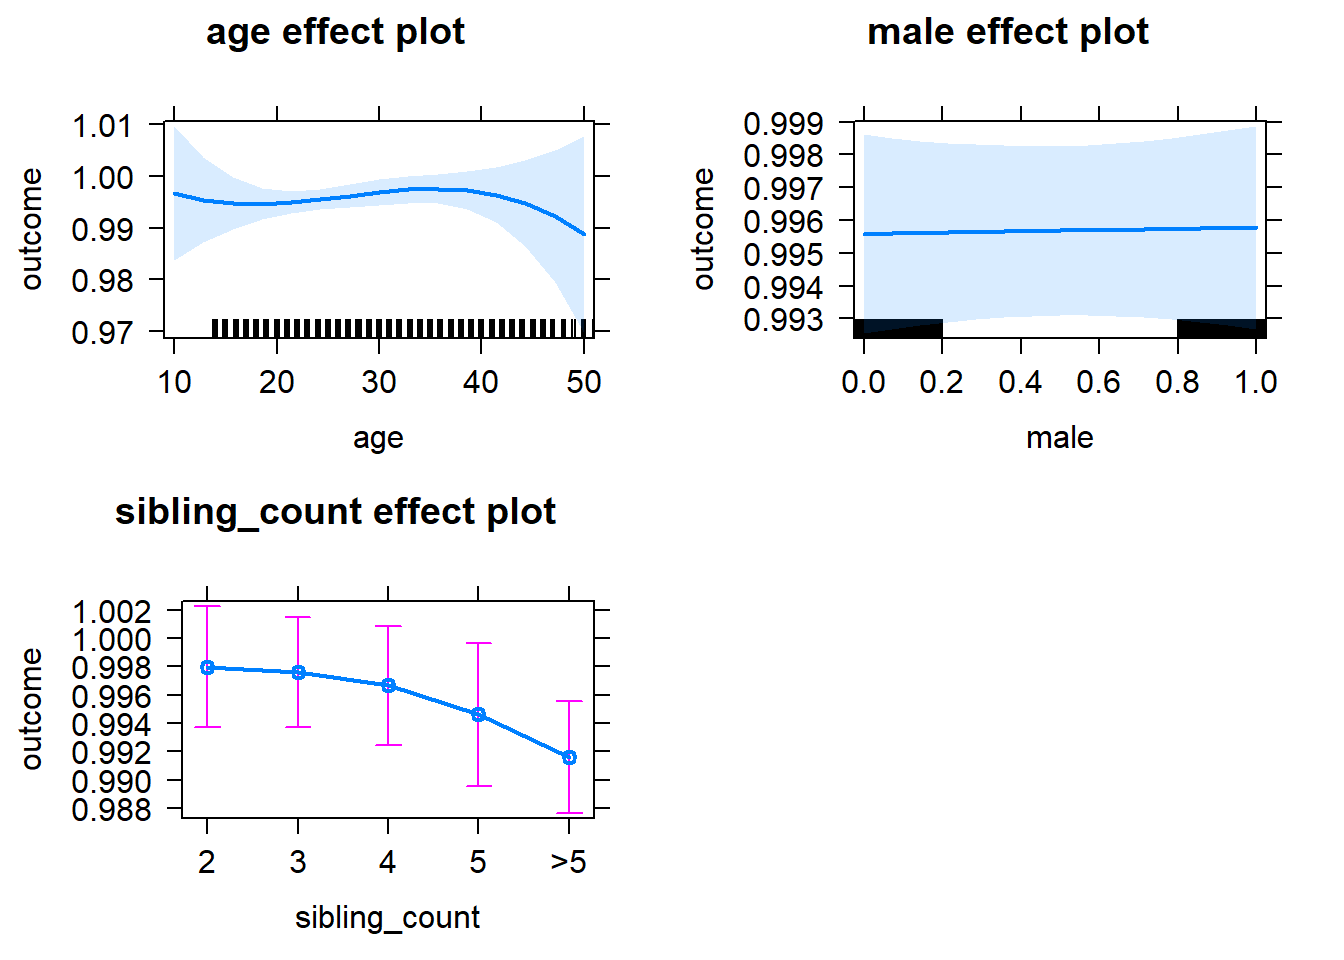 age effect plot
outcome
1.01
1.00
0.99
0.98
0.97
10 20 30 40 50
age
male effect plot
outcome
0.999
0.998
0.997
0.996
0.995
0.994
0.993
0.0 0.2 0.4 0.6 0.8 1.0
male
sibling_count effect plot
outcome
1.002
1.000
0.998
0.996
0.994
0.992
0.990
0.988
2 3 4 5 >5
sibling_count